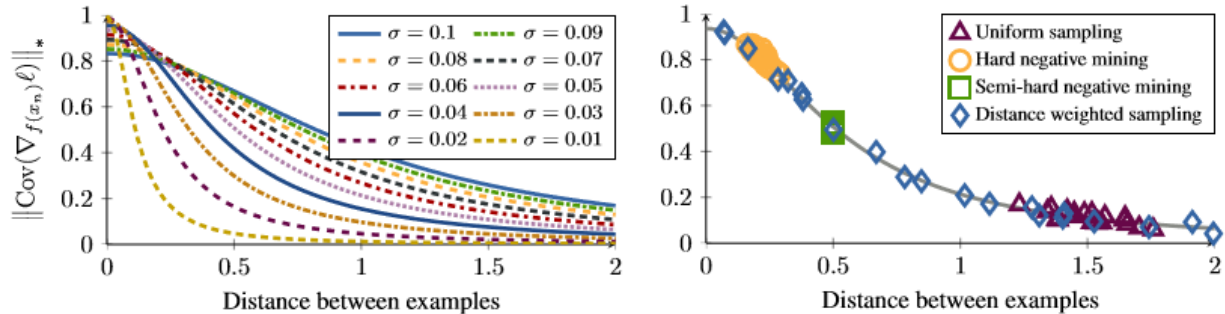 ‖Cov(∇f(xn)ℓ)‖*
1
0.8
0.6
0.4
0.2
0
0
0.5
1
1.5
2
Distance between examples
σ = 0.1
σ = 0.09
σ = 0.08
σ = 0.07
σ = 0.06
σ = 0.05
σ = 0.04
σ = 0.03
σ = 0.02
σ = 0.01
1
0.8
0.6
0.4
0.2
0
0
0.5
1
1.5
2
Distance between examples
Uniform sampling
Hard negative mining
Semi-hard negative mining
Distance weighted sampling